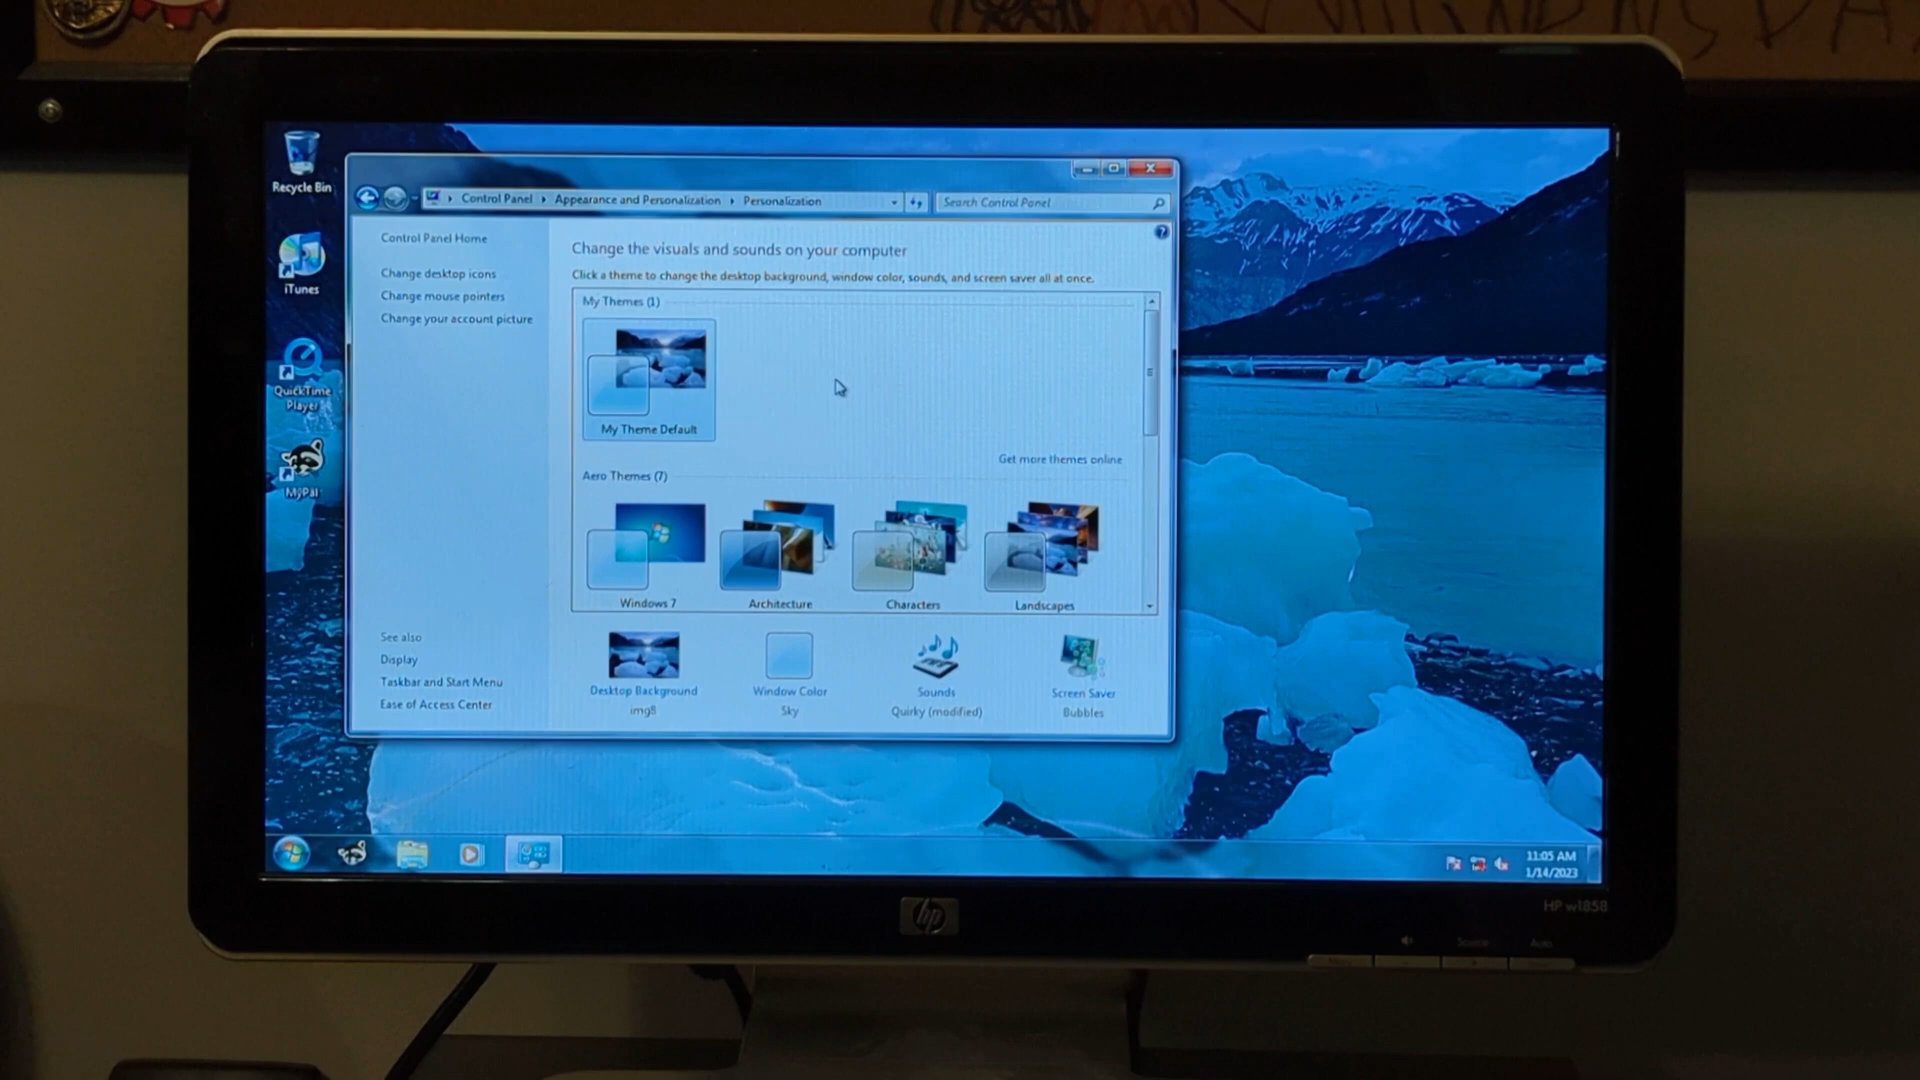 Recycle Bin
iTunes
QuickTime
Player
MyPal
Control Panel
Appearance and Personalization
Personalization
Search Control Panel
Control Panel Home
Change desktop icons
Change mouse pointers
Change your account picture
See also
Display
Taskbar and Start Menu
Ease of Access Center
Change the visuals and sounds on your computer
Click a theme to change the desktop background, window color, sounds, and screen saver all at once.
My Themes (1)
My Theme Default
Get more themes online
Aero Themes (7)
Windows 7
Architecture
Characters
Landscapes
Desktop Background
img8
Window Color
Sky
Sounds
Quirky (modified)
Screen Saver
Bubbles
11:05 AM
1/14/2023
hp
HP w1858
Source
Auto